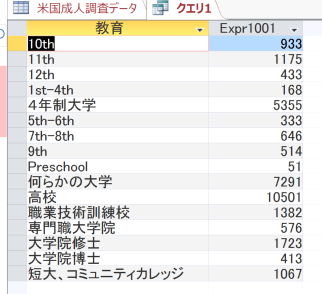 米国成人調査データ クエリ1
教育 Expr1001
10th 933
11th 1175
12th 433
1st-4th 168
4年制大学 5355
5th-6th 333
7th-8th 646
9th 514
Preschool 51
何らかの大学 7291
高校 10501
職業技術訓練校 1382
専門職大学院 576
大学院修士 1723
大学院博士 413
短大、コミュニティカレッジ 1067